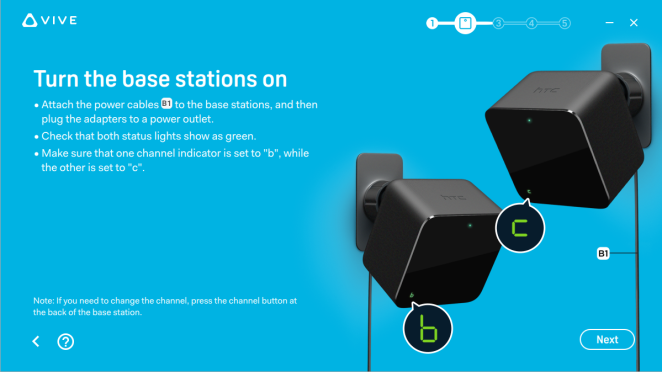 VIVE
1 3 4 5
Turn the base stations on
• Attach the power cables B1 to the base stations, and then
plug the adapters to a power outlet.
• Check that both status lights show as green.
• Make sure that one channel indicator is set to "b", while
the other is set to "c".
hTC
hTC
c
B1
b
Note: If you need to change the channel, press the channel button at
the back of the base station.
?
Next